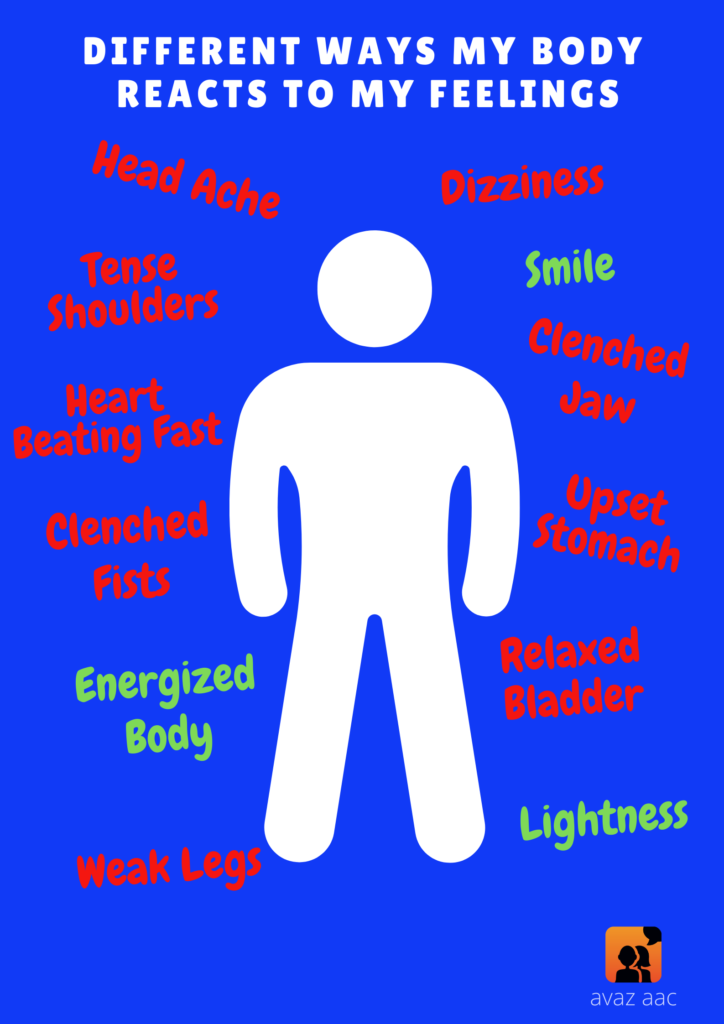 DIFFERENT WAYS MY BODY
REACTS TO MY FEELINGS
Head Ache
Dizziness
Tense
Shoulders
Smile
Clenched
Jaw
Heart
Beating Fast
Upset
Stomach
Clenched
Fists
Relaxed
Bladder
Energized
Body
Lightness
Weak Legs
avaz aac